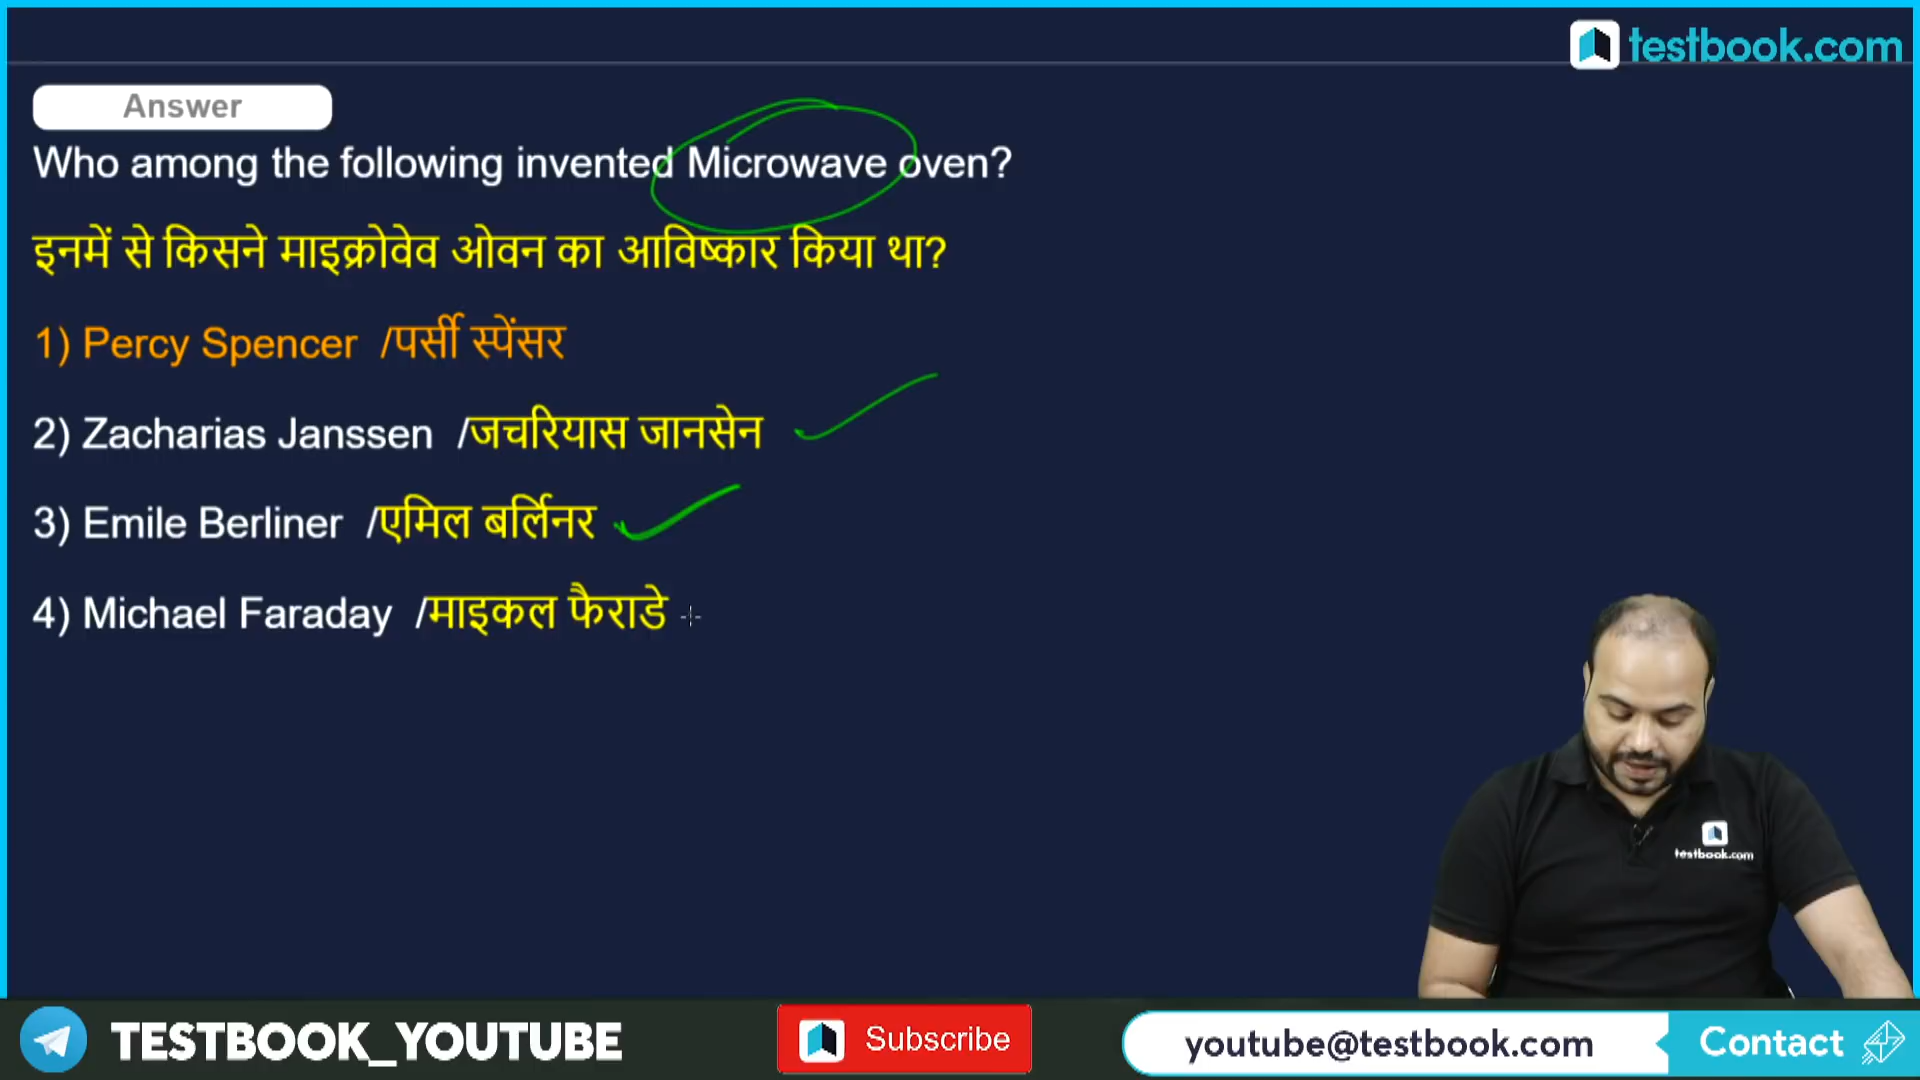 testbook.com
Answer
Who among the following invented Microwave oven?
इनमें से किसने माइक्रोवेव ओवन का आविष्कार किया था?
1) Percy Spencer /पर्सी स्पेंसर
2) Zacharias Janssen /जचरियास जानसेन
3) Emile Berliner /एमिल बर्लिनर
4) Michael Faraday /माइकल फैराडे
testbook.com
TESTBOOK_YOUTUBE
Subscribe
youtube@testbook.com
Contact